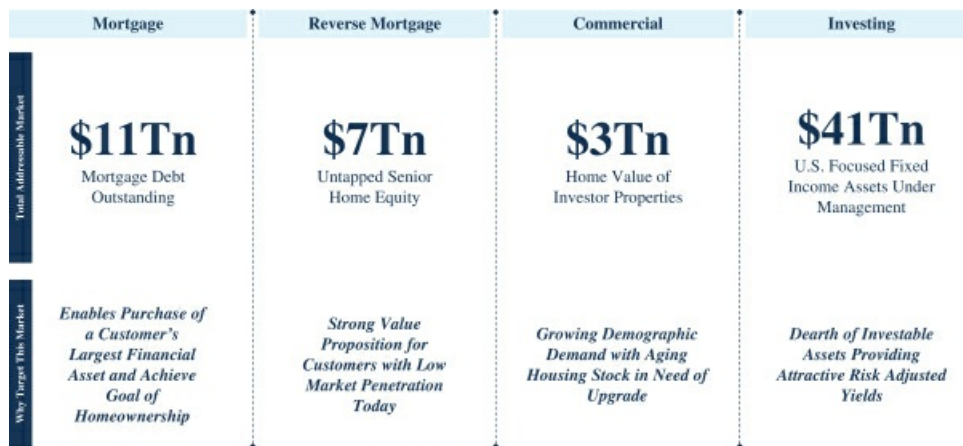 Mortgage
Reverse Mortgage
Commercial
Investing
Total Addressable Market
$11Tn
Mortgage Debt
Outstanding
$7Tn
Untapped Senior
Home Equity
$3Tn
Home Value of
Investor Properties
$41Tn
U.S. Focused Fixed
Income Assets Under
Management
Why Target This Market
Enables Purchase of
a Customer's
Largest Financial
Asset and Achieve
Goal of
Homeownership
Strong Value
Proposition for
Customers with Low
Market Penetration
Today
Growing Demographic
Demand with Aging
Housing Stock in Need of
Upgrade
Dearth of Investable
Assets Providing
Attractive Risk Adjusted
Yields